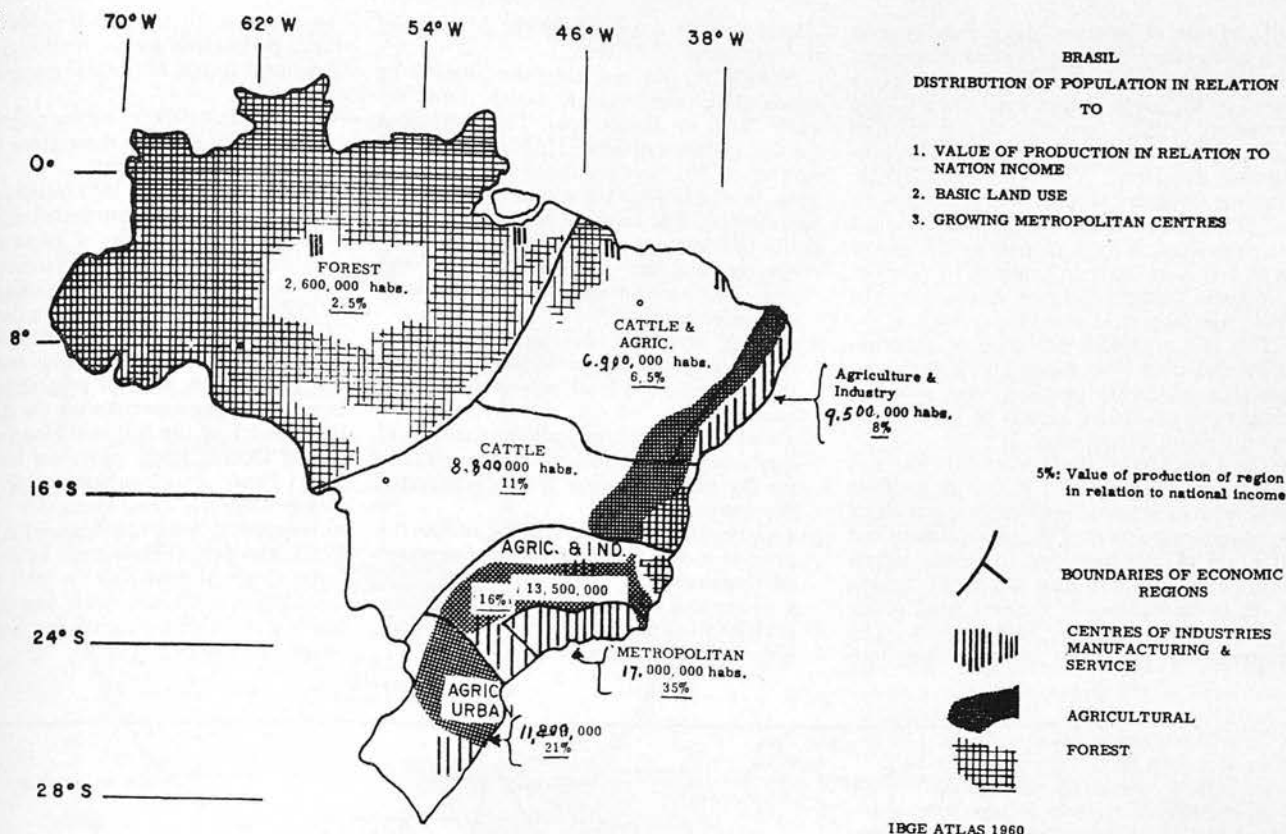 70° W
62° W
54° W
46° W
38° W
BRASIL
DISTRIBUTION OF POPULATION IN RELATION
TO
1. VALUE OF PRODUCTION IN RELATION TO
NATION INCOME
2. BASIC LAND USE
3. GROWING METROPOLITAN CENTRES
0°
8°
16° S
24° S
28° S
FOREST
2,600,000 habs.
2.5%
CATTLE &
AGRIC.
6.900,000 habs.
6.5%
Agriculture &
Industry
9.500,000 habs.
8%
CATTLE
8.800,000 habs.
11%
AGRIC. & IND.
13,500,000
16%
METROPOLITAN
17,000,000 habs.
35%
AGRIC
URBAN
11,800,000
21%
5%: Value of production of region
in relation to national income
BOUNDARIES OF ECONOMIC
REGIONS
CENTRES OF INDUSTRIES
MANUFACTURING &
SERVICE
AGRICULTURAL
FOREST
IBGE ATLAS 1960